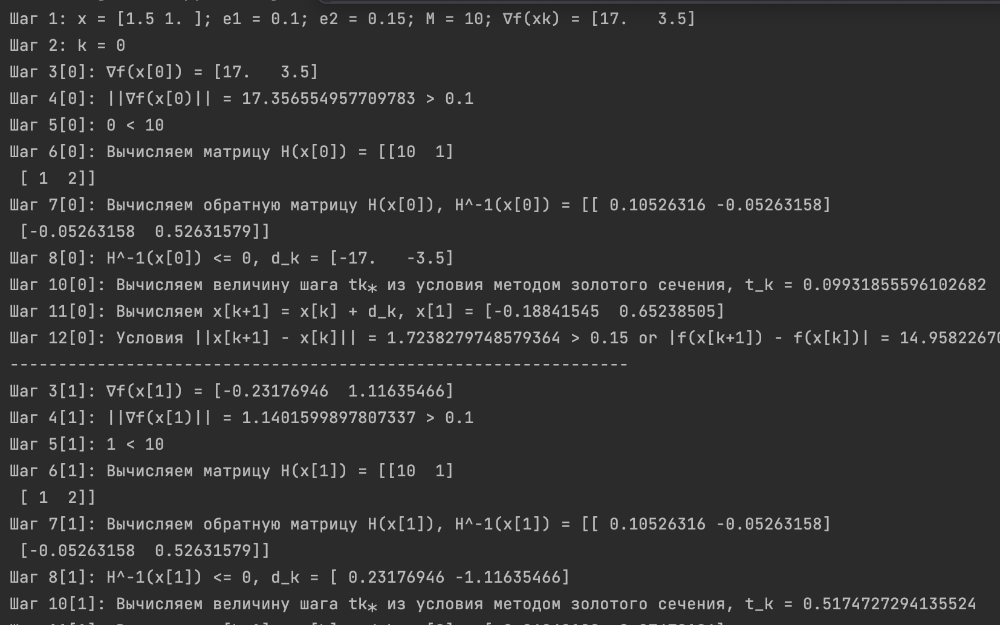 Шаг 1: x = [1.5 1. ]; e1 = 0.1; e2 = 0.15; M = 10; ∇f(xk) = [17.   3.5]
Шаг 2: k = 0
Шаг 3[0]: ∇f(x[0]) = [17.   3.5]
Шаг 4[0]: ||∇f(x[0)|| = 17.356554957709783 > 0.1
Шаг 5[0]: 0 < 10
Шаг 6[0]: Вычисляем матрицу H(x[0]) = [[10  1]
 [ 1  2]]
Шаг 7[0]: Вычисляем обратную матрицу H(x[0]), H^-1(x[0]) = [[ 0.10526316 -0.05263158]
 [-0.05263158  0.52631579]]
Шаг 8[0]: H^-1(x[0]) <= 0, d_k = [-17.   -3.5]
Шаг 10[0]: Вычисляем величину шага tk* из условия методом золотого сечения, t_k = 0.09931855596102682
Шаг 11[0]: Вычисляем x[k+1] = x[k] + d_k, x[1] = [-0.18841545  0.65238505]
Шаг 12[0]: Условия ||x[k+1] - x[k]|| = 1.7238279748579364 > 0.15 or |f(x[k+1]) - f(x[k])| = 14.95822670
----------------------------------------------------------------
Шаг 3[1]: ∇f(x[1]) = [-0.23176946  1.11635466]
Шаг 4[1]: ||∇f(x[1)|| = 1.1401599897807337 > 0.1
Шаг 5[1]: 1 < 10
Шаг 6[1]: Вычисляем матрицу H(x[1]) = [[10  1]
 [ 1  2]]
Шаг 7[1]: Вычисляем обратную матрицу H(x[1]), H^-1(x[1]) = [[ 0.10526316 -0.05263158]
 [-0.05263158  0.52631579]]
Шаг 8[1]: H^-1(x[1]) <= 0, d_k = [ 0.23176946 -1.11635466]
Шаг 10[1]: Вычисляем величину шага tk* из условия методом золотого сечения, t_k = 0.5174727294135524